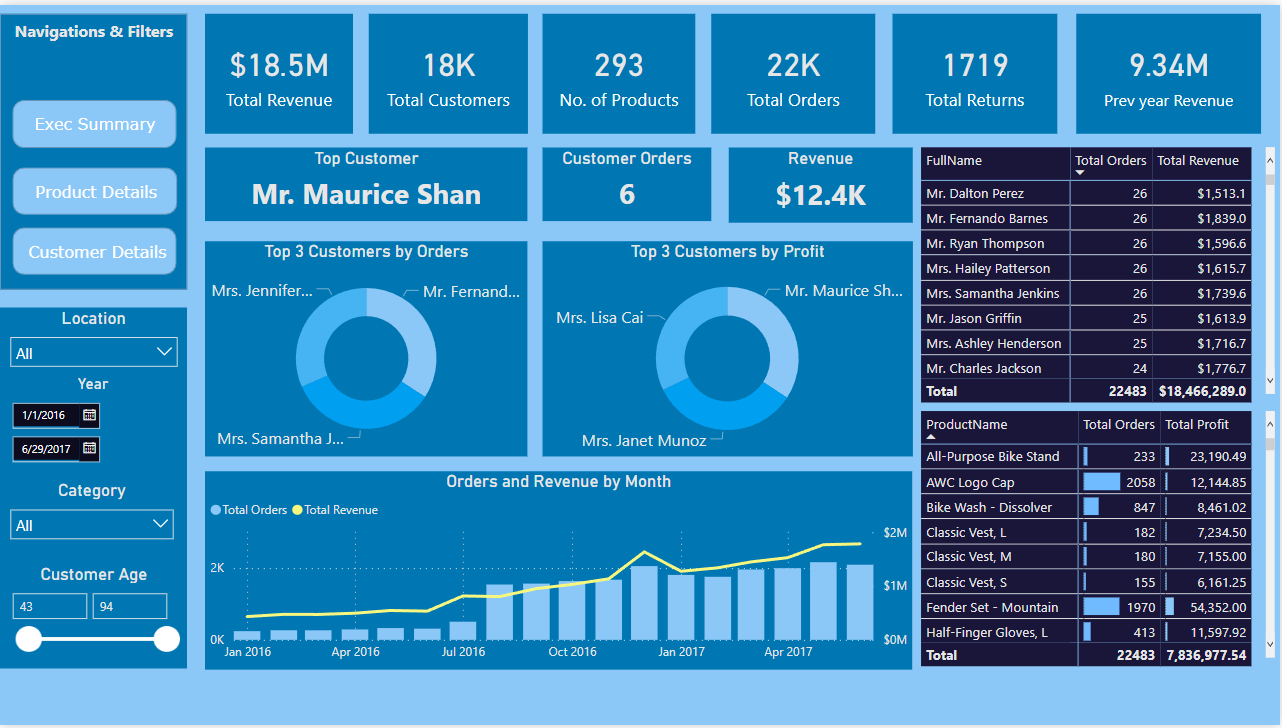 Navigations & Filters
Exec Summary
Product Details
Customer Details
Location
All
Year
1/1/2016
6/29/2017
Category
All
Customer Age
43 94
$18.5M
Total Revenue
18K
Total Customers
293
No. of Products
22K
Total Orders
1719
Total Returns
9.34M
Prev year Revenue
Top Customer
Mr. Maurice Shan
Customer Orders
6
Revenue
$12.4K
Top 3 Customers by Orders
Mrs. Jennifer...
Mr. Fernand...
Mrs. Samantha J...
Top 3 Customers by Profit
Mr. Maurice Sh...
Mrs. Lisa Cai
Mrs. Janet Munoz
Orders and Revenue by Month
Total Orders Total Revenue
2K
0K
$2M
$1M
$0M
Jan 2016 Apr 2016 Jul 2016 Oct 2016 Jan 2017 Apr 2017
FullName Total Orders Total Revenue
Mr. Dalton Perez 26 $1,513.1
Mr. Fernando Barnes 26 $1,839.0
Mr. Ryan Thompson 26 $1,596.6
Mrs. Hailey Patterson 26 $1,615.7
Mrs. Samantha Jenkins 26 $1,739.6
Mr. Jason Griffin 25 $1,613.9
Mrs. Ashley Henderson 25 $1,716.7
Mr. Charles Jackson 24 $1,776.7
Total 22483 $18,466,289.0
ProductName Total Orders Total Profit
All-Purpose Bike Stand 233 23,190.49
AWC Logo Cap 2058 12,144.85
Bike Wash - Dissolver 847 8,461.02
Classic Vest, L 182 7,234.50
Classic Vest, M 180 7,155.00
Classic Vest, S 155 6,161.25
Fender Set - Mountain 1970 54,352.00
Half-Finger Gloves, L 413 11,597.92
Total 22483 7,836,977.54